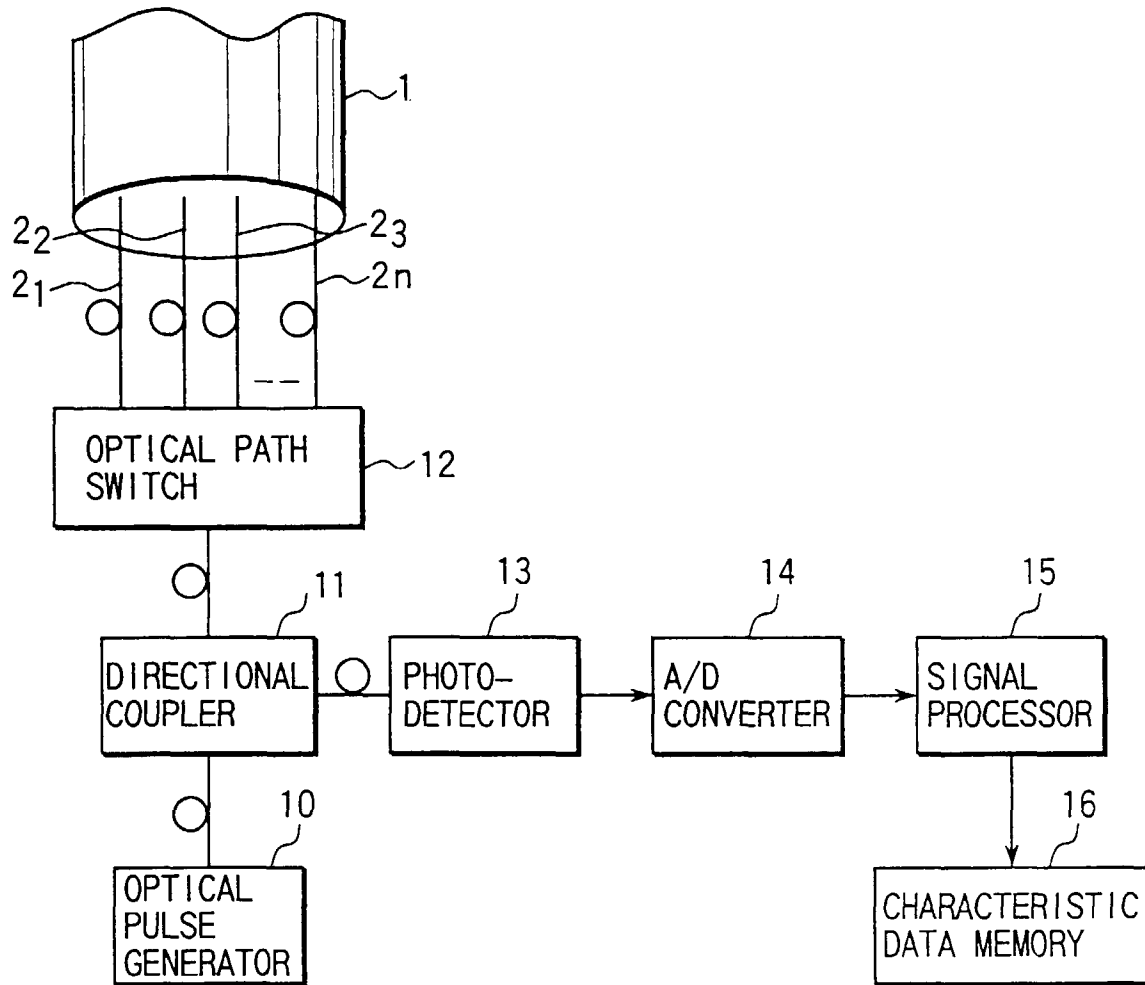 1
2₂
2₃
2₁
2n
OPTICAL PATH
SWITCH
12
11
13
14
15
DIRECTIONAL
COUPLER
PHOTO-
DETECTOR
A/D
CONVERTER
SIGNAL
PROCESSOR
10
16
OPTICAL
PULSE
GENERATOR
CHARACTERISTIC
DATA MEMORY